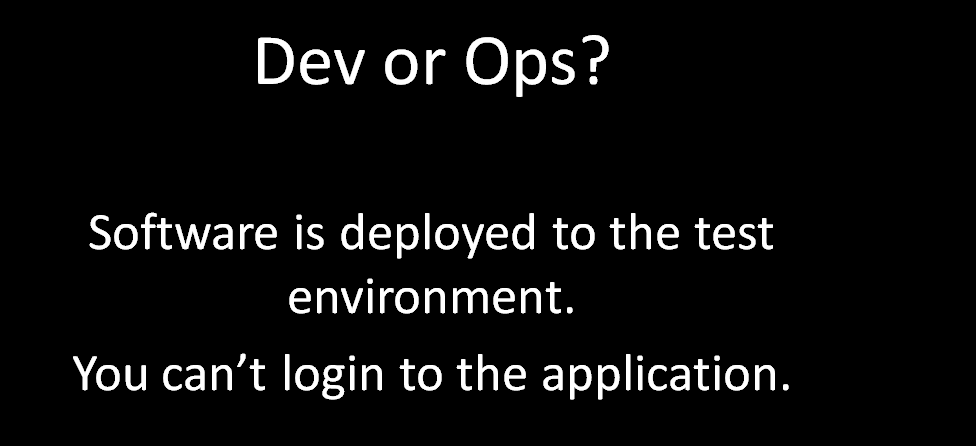 Dev or Ops?
Software is deployed to the test
environment.
You can’t login to the application.